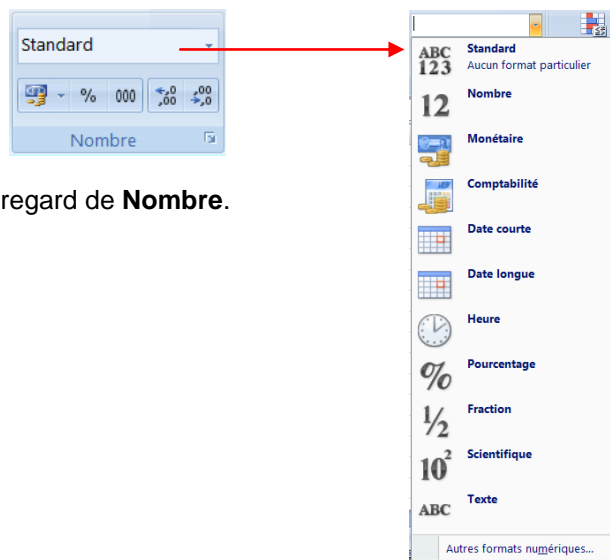 Standard
% 000 ,0 ,00 ,00 ,0
Nombre
regard de Nombre.
ABC 123 Standard
Aucun format particulier
12 Nombre
Monétaire
Comptabilité
Date courte
Date longue
Heure
% Pourcentage
1/2 Fraction
10² Scientifique
ABC Texte
Autres formats numériques...